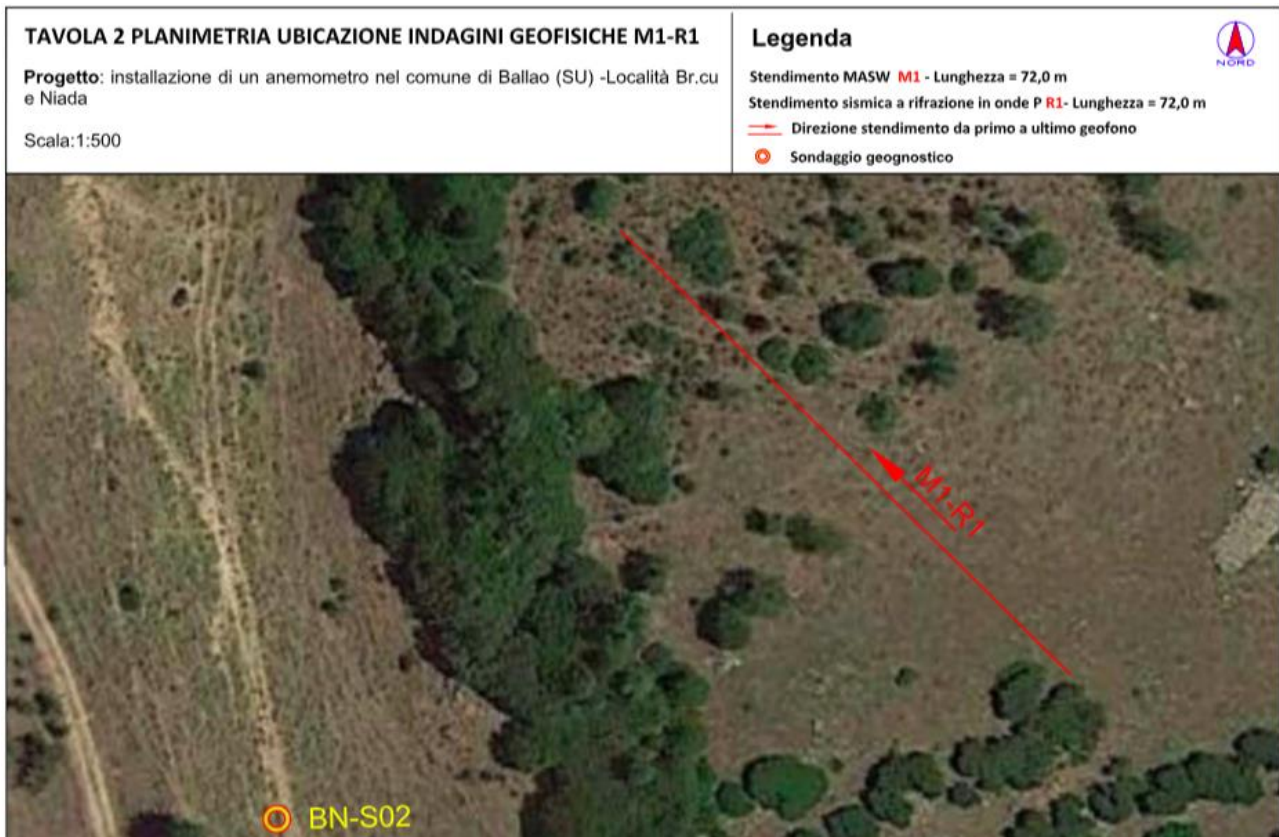 TAVOLA 2 PLANIMETRIA UBICAZIONE INDAGINI GEOFISICHE M1-R1
Progetto: installazione di un anemometro nel comune di Ballao (SU) -Località Br.cu
e Niada
Scala:1:500
Legenda
NORD
Stendimento MASW M1 - Lunghezza = 72,0 m
Stendimento sismica a rifrazione in onde P R1- Lunghezza = 72,0 m
Direzione stendimento da primo a ultimo geofono
Sondaggio geognostico
M1-R1
BN-S02